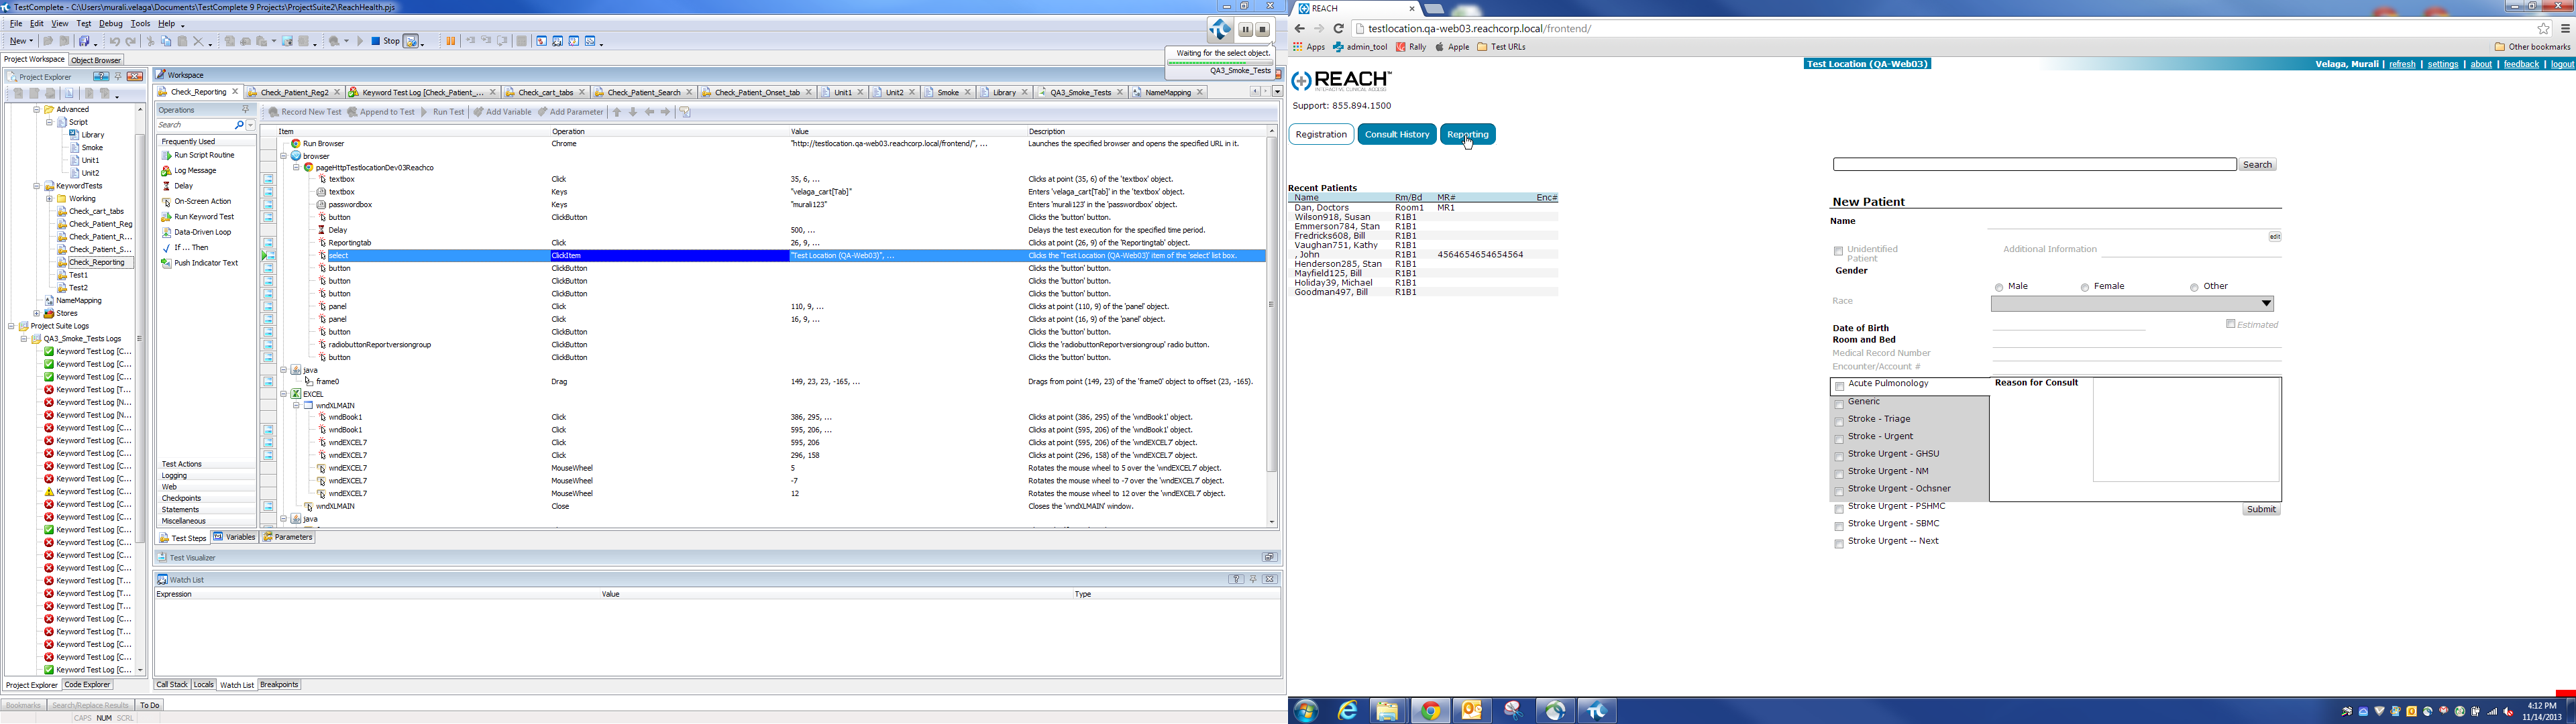 TestComplete - C:\Users\murali.velaga\Documents\TestComplete 9 Projects\ProjectSuite2\ReachHealth.pjs
File Edit View Test Debug Tools Help
New Stop
Waiting for the select object.
QA3_Smoke_Tests
Project Workspace Object Browser
Project Explorer
Advanced
Script
Library
Smoke
Unit1
Unit2
KeywordTests
Working
Check_cart_tabs
Check_Patient_Reg
Check_Patient_R...
Check_Patient_S...
Check_Reporting
Test1
Test2
NameMapping
Stores
Project Suite Logs
QA3_Smoke_Tests Logs
Keyword Test Log [C...
Keyword Test Log [C...
Keyword Test Log [C...
Keyword Test Log [T...
Keyword Test Log [N...
Keyword Test Log [N...
Keyword Test Log [C...
Keyword Test Log [C...
Keyword Test Log [C...
Keyword Test Log [C...
Keyword Test Log [C...
Keyword Test Log [C...
Keyword Test Log [C...
Keyword Test Log [C...
Keyword Test Log [C...
Keyword Test Log [C...
Keyword Test Log [C...
Keyword Test Log [C...
Keyword Test Log [T...
Keyword Test Log [T...
Keyword Test Log [T...
Keyword Test Log [C...
Keyword Test Log [T...
Keyword Test Log [C...
Keyword Test Log [C...
Keyword Test Log [C...
Project Explorer Code Explorer
Bookmarks Search/Replace Results To Do
CAPS NUM SCRL
Workspace
Check_Reporting Check_Patient_Reg2 Keyword Test Log [Check_Patient_... Check_cart_tabs Check_Patient_Search Check_Patient_Onset_tab Unit1 Unit2 Smoke Library QA3_Smoke_Tests NameMapping
Operations
Search
Frequently Used
Run Script Routine
Log Message
Delay
On-Screen Action
Run Keyword Test
Data-Driven Loop
If ... Then
Push Indicator Text
Test Actions
Logging
Web
Checkpoints
Statements
Miscellaneous
Record New Test Append to Test Run Test Add Variable Add Parameter
Item Operation Value Description
Run Browser Chrome "http://testlocation.qa-web03.reachcorp.local/frontend/", ... Launches the specified browser and opens the specified URL in it.
browser
pageHttpTestlocationDev03Reachco
textbox Click 35, 6, ... Clicks at point (35, 6) of the 'textbox' object.
textbox Keys "velaga_cart[Tab]" Enters 'velaga_cart[Tab]' in the 'textbox' object.
passwordbox Keys "murali123" Enters 'murali123' in the 'passwordbox' object.
button ClickButton Clicks the 'button' button.
Delay 500, ... Delays the test execution for the specified time period.
Reportingtab Click 26, 9, ... Clicks at point (26, 9) of the 'Reportingtab' object.
select ClickItem "Test Location (QA-Web03)", ... Clicks the 'Test Location (QA-Web03)' item of the 'select' list box.
button ClickButton Clicks the 'button' button.
button ClickButton Clicks the 'button' button.
button ClickButton Clicks the 'button' button.
panel Click 110, 9, ... Clicks at point (110, 9) of the 'panel' object.
panel Click 16, 9, ... Clicks at point (16, 9) of the 'panel' object.
button ClickButton Clicks the 'button' button.
radiobuttonReportversiongroup ClickButton Clicks the 'radiobuttonReportversiongroup' radio button.
button ClickButton Clicks the 'button' button.
java
frame0 Drag 149, 23, 23, -165, ... Drags from point (149, 23) of the 'frame0' object to offset (23, -165).
EXCEL
wndXLMAIN
wndBook1 Click 386, 295, ... Clicks at point (386, 295) of the 'wndBook1' object.
wndBook1 Click 595, 206, ... Clicks at point (595, 206) of the 'wndBook1' object.
wndEXCEL7 Click 595, 206 Clicks at point (595, 206) of the 'wndEXCEL7' object.
wndEXCEL7 Click 296, 158 Clicks at point (296, 158) of the 'wndEXCEL7' object.
wndEXCEL7 MouseWheel 5 Rotates the mouse wheel to 5 over the 'wndEXCEL7' object.
wndEXCEL7 MouseWheel -7 Rotates the mouse wheel to -7 over the 'wndEXCEL7' object.
wndEXCEL7 MouseWheel 12 Rotates the mouse wheel to 12 over the 'wndEXCEL7' object.
wndXLMAIN Close Closes the 'wndXLMAIN' window.
java
Test Steps Variables Parameters
Test Visualizer
Watch List
Expression Value Type
Call Stack Locals Watch List Breakpoints
REACH
testlocation.qa-web03.reachcorp.local/frontend/
Apps admin_tool Rally Apple Test URLs Other bookmarks
Test Location (QA-Web03) Velaga, Murali | refresh | settings | about | feedback | logout
REACH™
INTERACTIVE CLINICAL ACCESS
Support: 855.894.1500
Registration Consult History Reporting
Search
Recent Patients
Name Rm/Bd MR# Enc#
Dan, Doctors Room1 MR1
Wilson918, Susan R1B1
Emmerson784, Stan R1B1
Fredricks608, Bill R1B1
Vaughan751, Kathy R1B1
, John R1B1 4564654654654564
Henderson285, Stan R1B1
Mayfield125, Bill R1B1
Holiday39, Michael R1B1
Goodman497, Bill R1B1
New Patient
Name
edit
Unidentified Patient Additional Information
Gender
Male Female Other
Race
Date of Birth Estimated
Room and Bed
Medical Record Number
Encounter/Account #
Acute Pulmonology
Generic
Stroke - Triage
Stroke - Urgent
Stroke Urgent - GHSU
Stroke Urgent - NM
Stroke Urgent - Ochsner
Stroke Urgent - PSHMC
Stroke Urgent - SBMC
Stroke Urgent -- Next
Reason for Consult
Submit
4:12 PM
11/14/2013